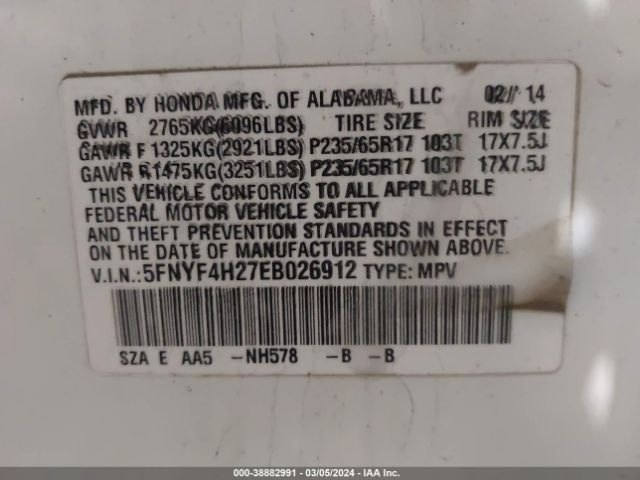 MFD. BY HONDA MFG. OF ALABAMA, LLC 02/ 14
GVWR 2765KG(6096LBS) TIRE SIZE RIM SIZE
GAWR F 1325KG(2921LBS) P235/65R17 103T 17X7.5J
GAWR R1475KG(3251LBS) P235/65R17 103T 17X7.5J
THIS VEHICLE CONFORMS TO ALL APPLICABLE
FEDERAL MOTOR VEHICLE SAFETY
AND THEFT PREVENTION STANDARDS IN EFFECT
ON THE DATE OF MANUFACTURE SHOWN ABOVE.
V.I.N.: 5FNYF4H27EB026912 TYPE: MPV
SZA E AA5 -NH578 -B -B
000-38882991 - 03/05/2024 - IAA Inc.